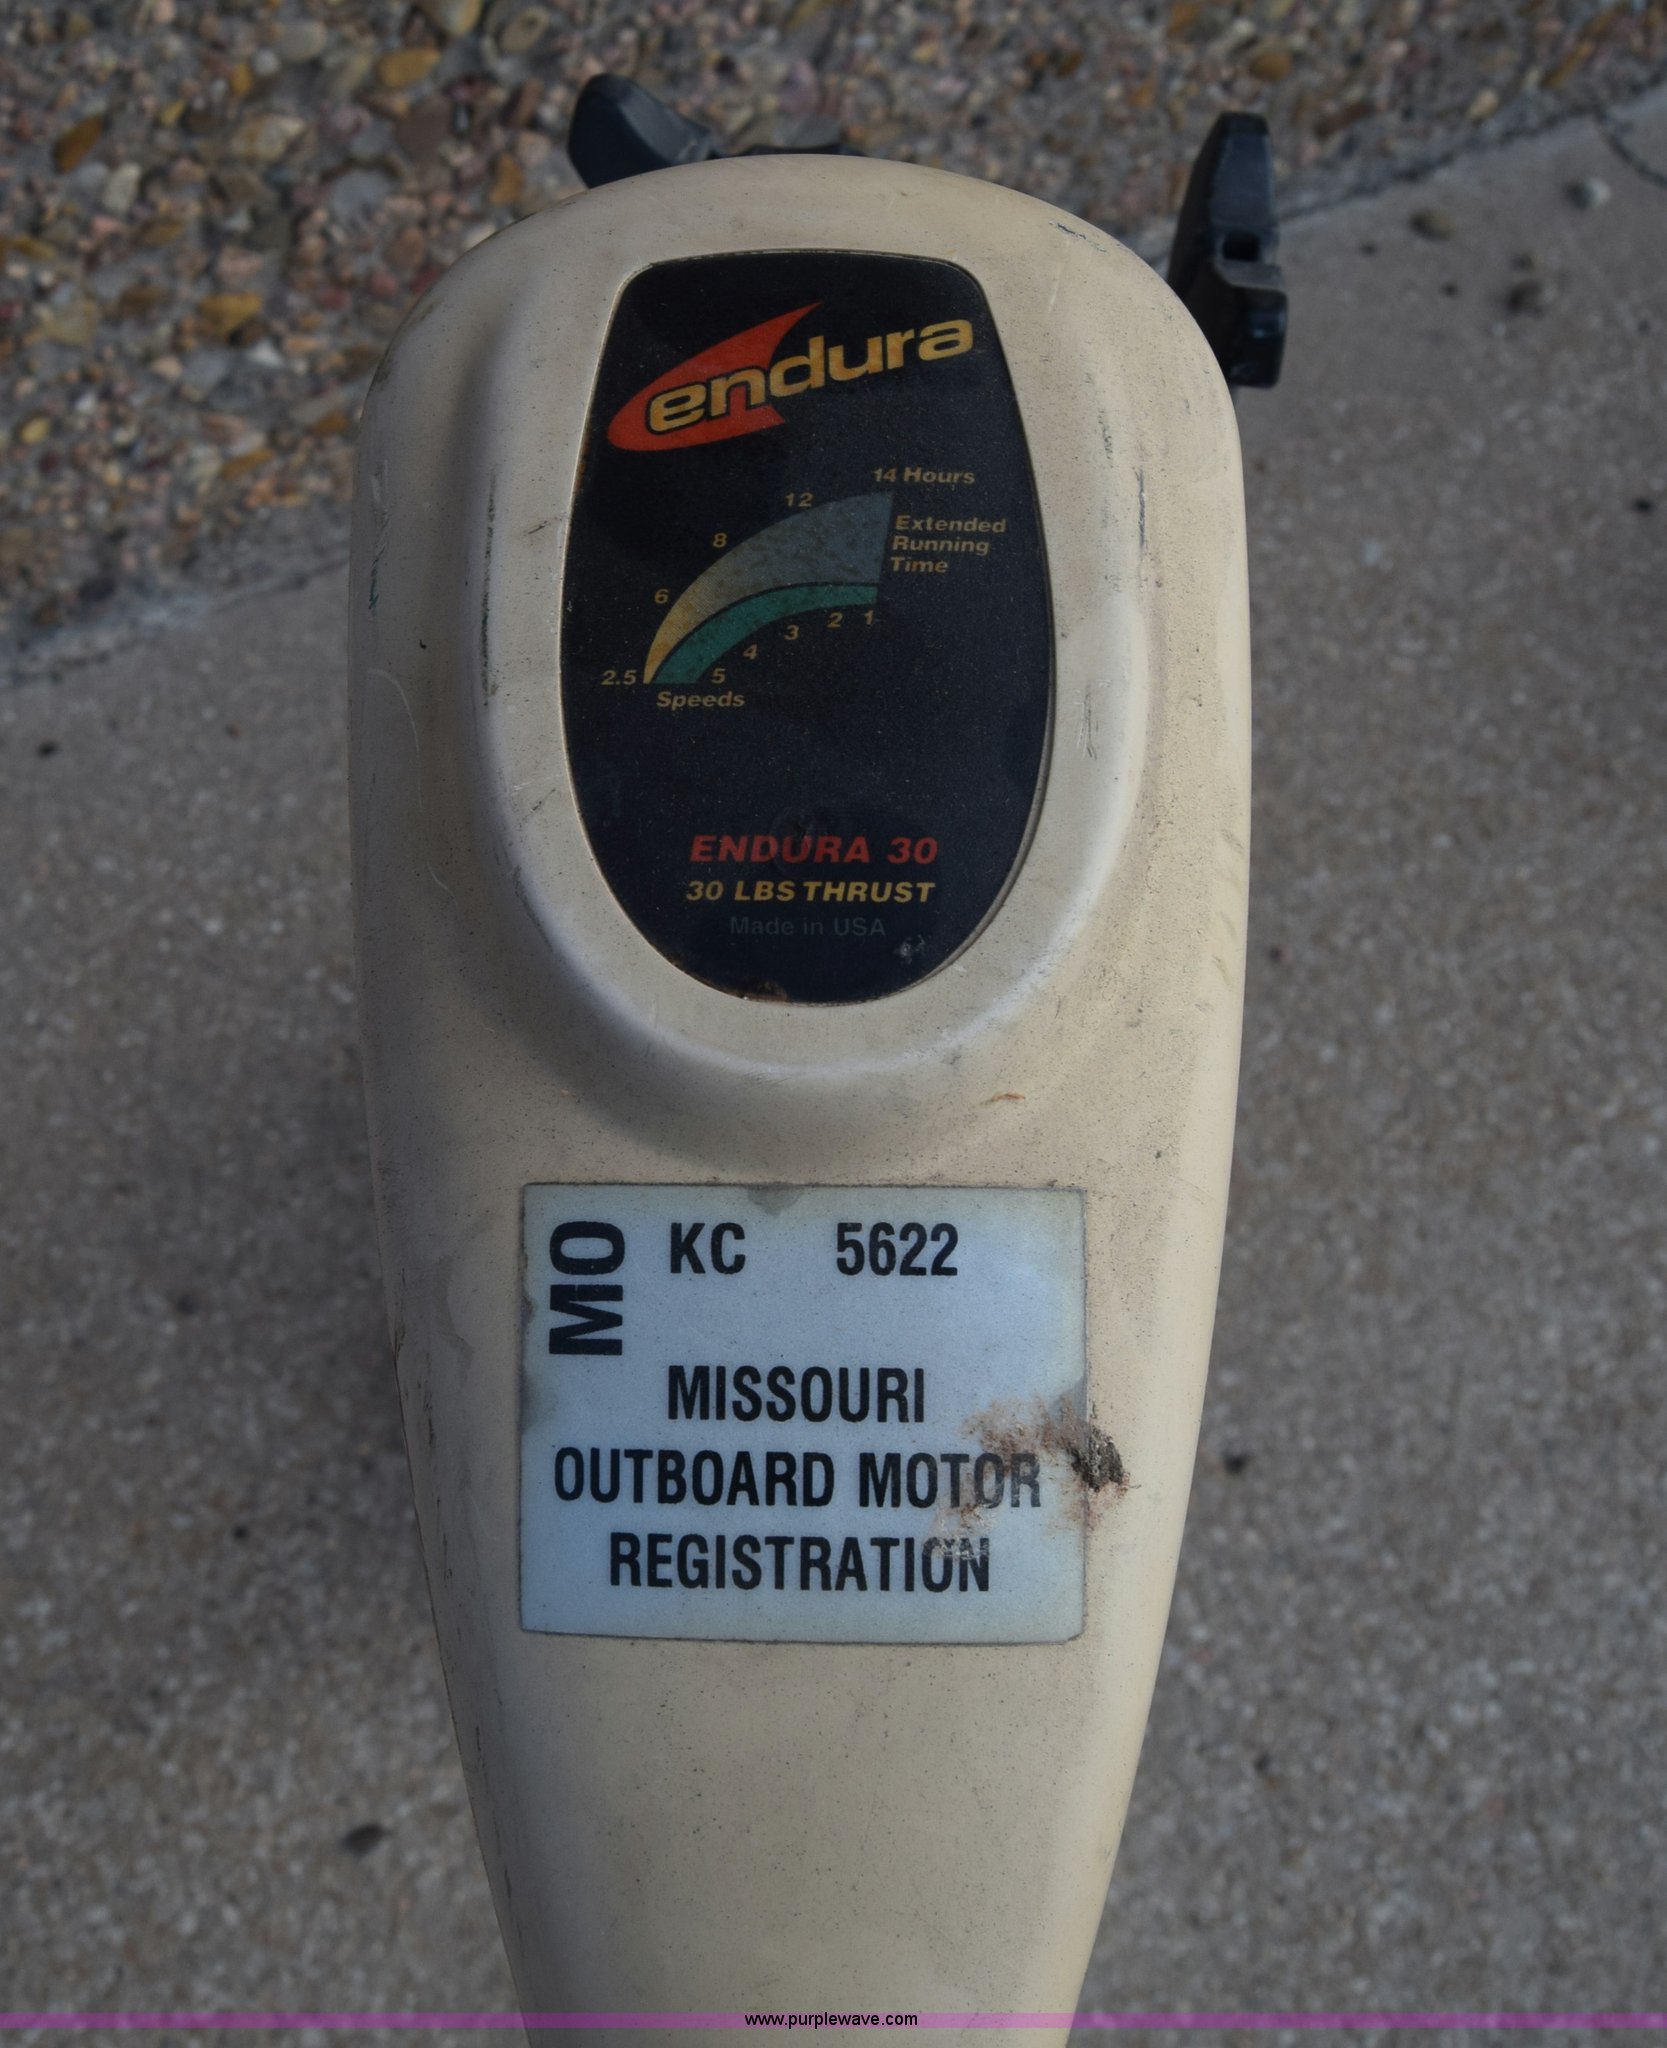 endura
14 Hours
12
8
6
2.5
Extended
Running
Time
1
2
3
4
5
Speeds
ENDURA 30
30 LBS THRUST
Made in USA
MO
KC 5622
MISSOURI
OUTBOARD MOTOR
REGISTRATION
www.purplewave.com